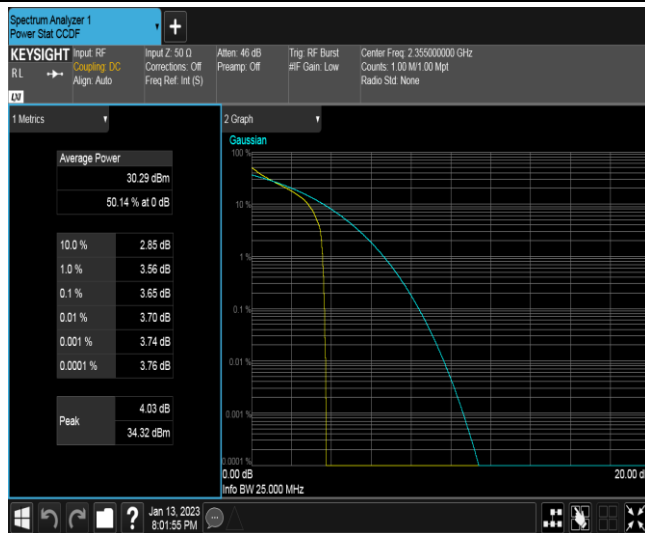 Spectrum Analyzer 1
Power Stat CCDF
+
KEYSIGHT
RL
Input: RF
Coupling: DC
Align: Auto
Input Z: 50 Ω
Corrections: Off
Freq Ref: Int (S)
Atten: 46 dB
Preamp: Off
Trig: RF Burst
#IF Gain: Low
Center Freq: 2.355000000 GHz
Counts: 1.00 M/1.00 Mpt
Radio Std: None
1 Metrics
Average Power
30.29 dBm
50.14 % at 0 dB
10.0 % 2.85 dB
1.0 % 3.56 dB
0.1 % 3.65 dB
0.01 % 3.70 dB
0.001 % 3.74 dB
0.0001 % 3.76 dB
Peak
4.03 dB
34.32 dBm
2 Graph
Gaussian
100 %
10 %
1 %
0.1 %
0.01 %
0.001 %
0.0001 %
0.00 dB
20.00 d
Info BW 25.000 MHz
?
Jan 13, 2023
8:01:55 PM